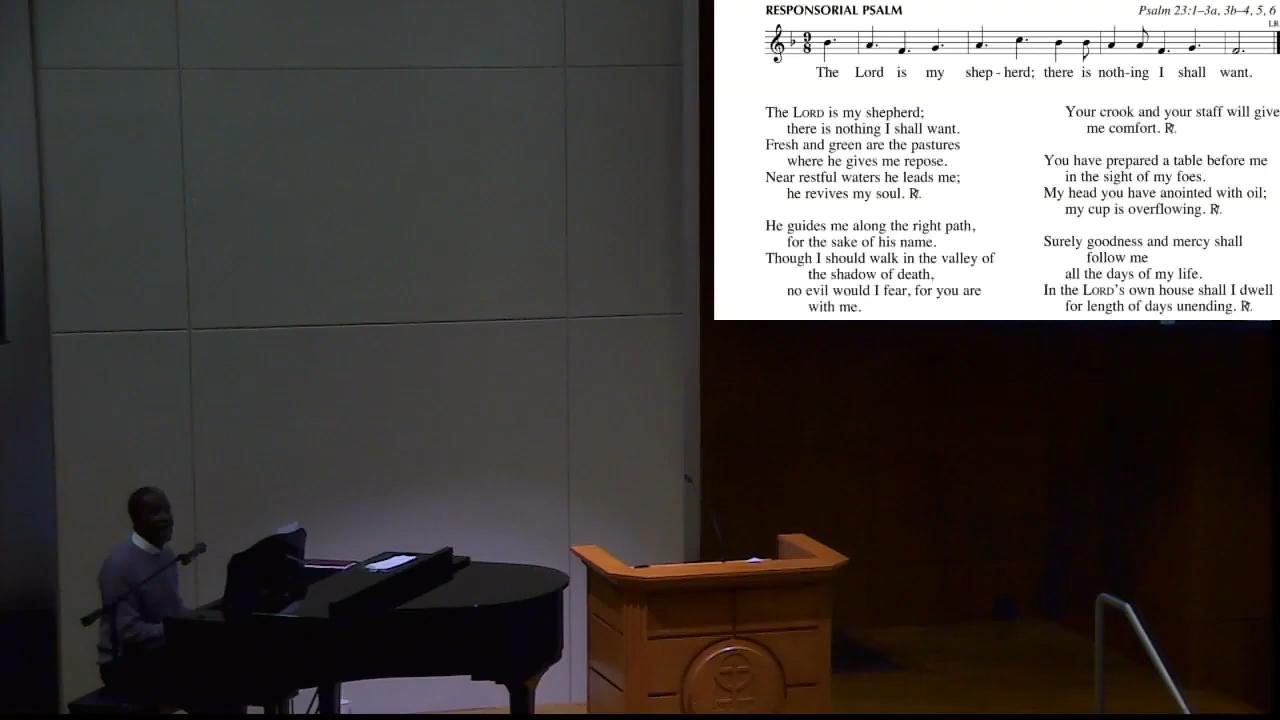 RESPONSORIAL PSALM
Psalm 23:1–3a, 3b–4, 5, 6
LR
The Lord is my shep - herd; there is noth-ing I shall want.
The LORD is my shepherd;
there is nothing I shall want.
Fresh and green are the pastures
where he gives me repose.
Near restful waters he leads me;
he revives my soul. ℟.
He guides me along the right path,
for the sake of his name.
Though I should walk in the valley of
the shadow of death,
no evil would I fear, for you are
with me.
Your crook and your staff will give
me comfort. ℟.
You have prepared a table before me
in the sight of my foes.
My head you have anointed with oil;
my cup is overflowing. ℟.
Surely goodness and mercy shall
follow me
all the days of my life.
In the LORD’S own house shall I dwell
for length of days unending. ℟.